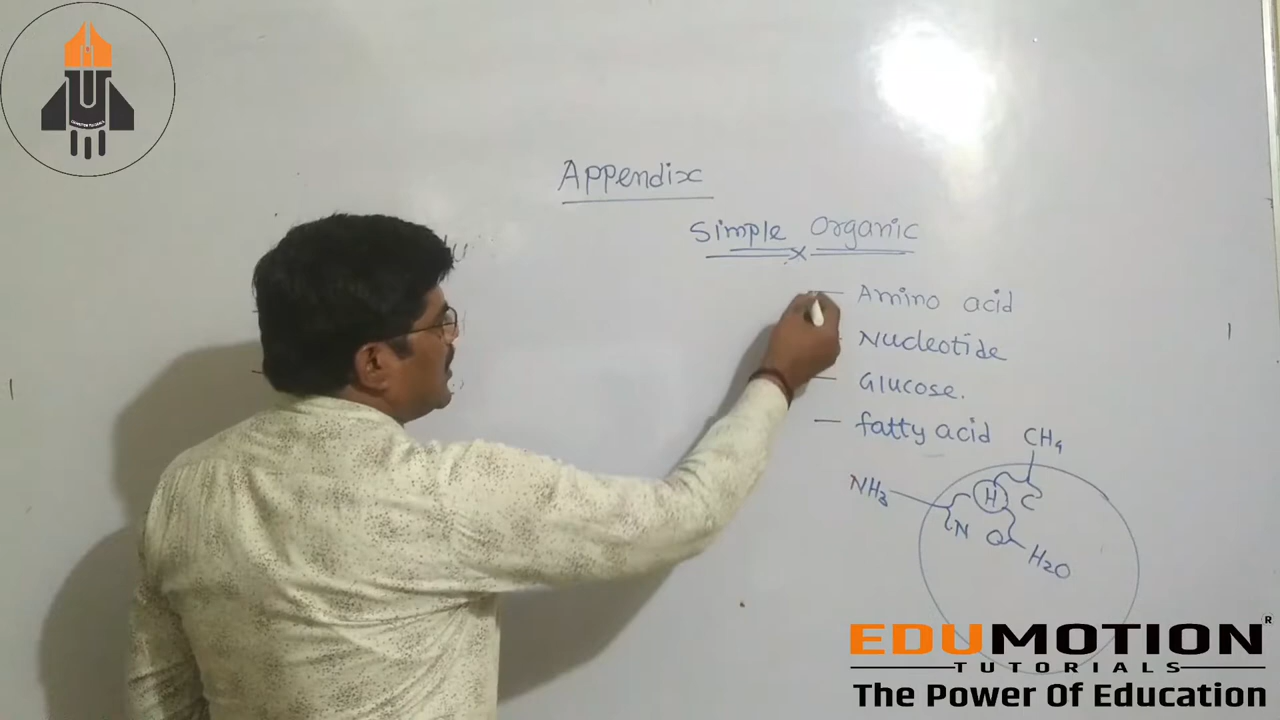 Appendix
Simple Organic
x
— Amino acid
Nucleotide
— Glucose.
— fatty acid
CH4
NH3
H
C
N
O
H2O
EDUMOTION®
TUTORIALS
The Power Of Education